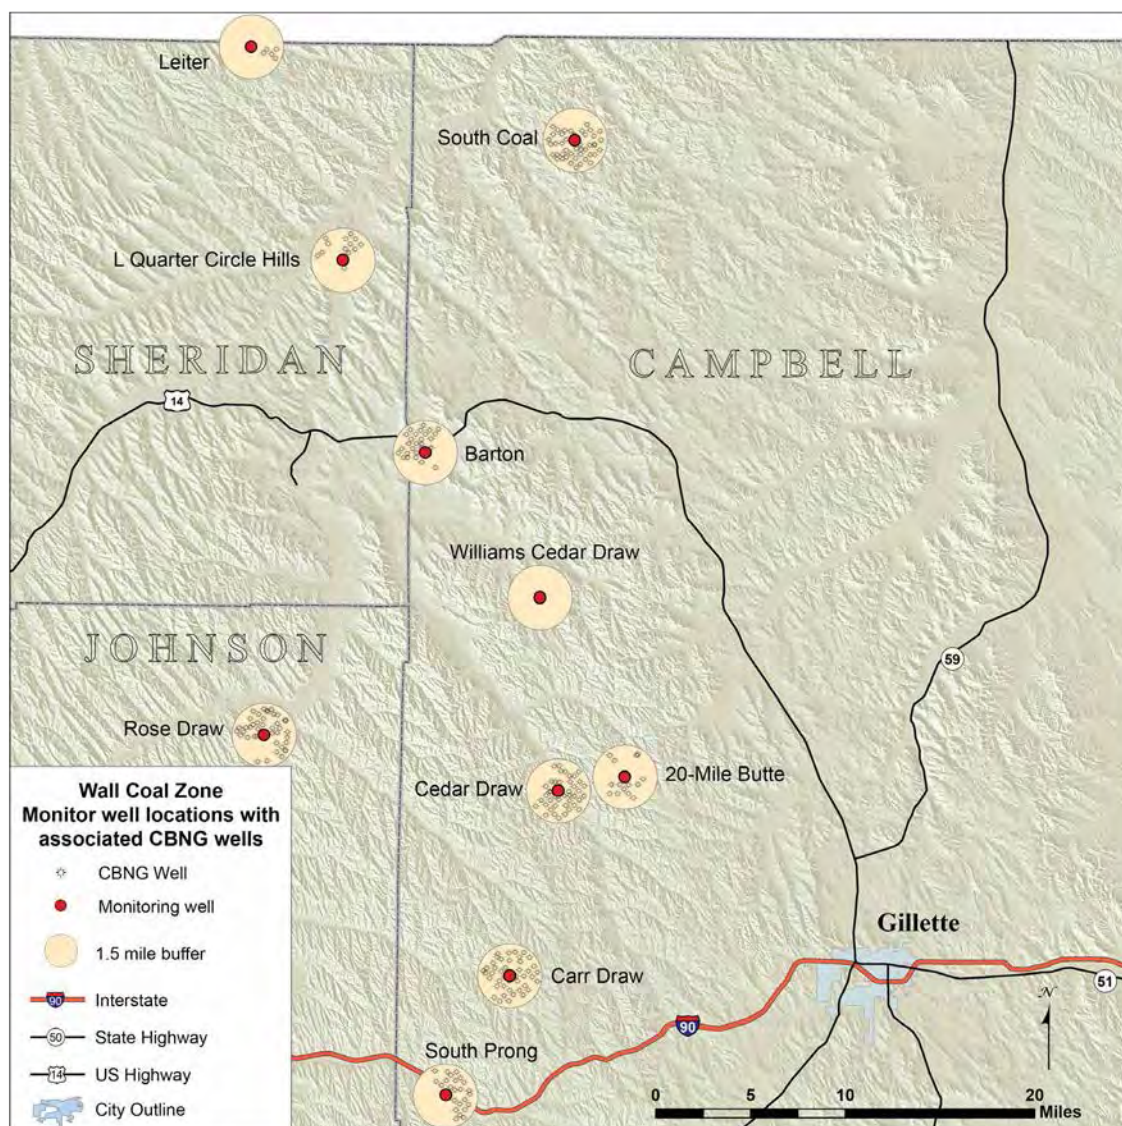 Leiter
South Coal
L Quarter Circle Hills
SHERIDAN
CAMPBELL
14
Barton
Williams Cedar Draw
JOHNSON
59
Rose Draw
Cedar Draw
20-Mile Butte
Wall Coal Zone
Monitor well locations with
associated CBNG wells
CBNG Well
Monitoring well
1.5 mile buffer
90 Interstate
50 State Highway
14 US Highway
City Outline
Gillette
Carr Draw
51
N
90
South Prong
0 5 10 20
Miles